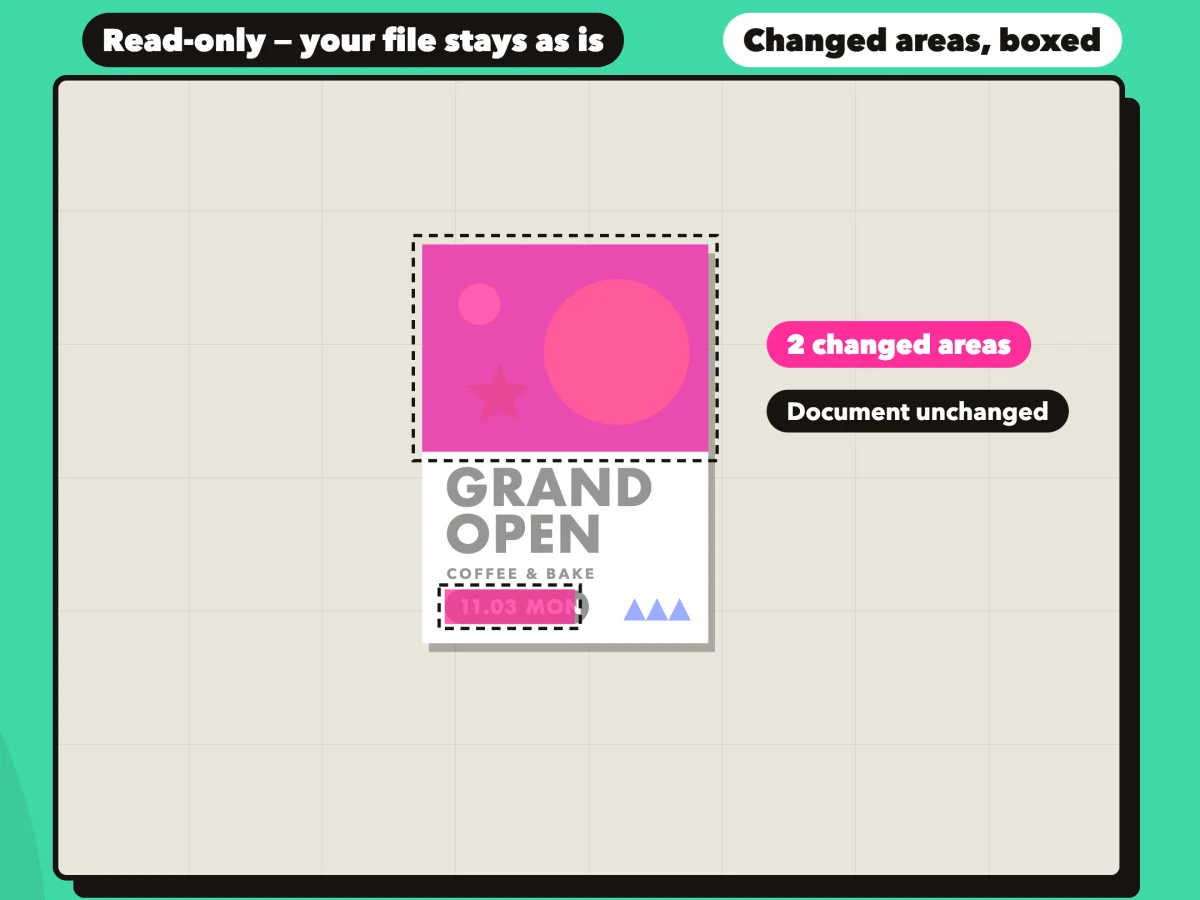 Read-only – your file stays as is
Changed areas, boxed
2 changed areas
Document unchanged
GRAND
OPEN
COFFEE & BAKE
11.03 MON